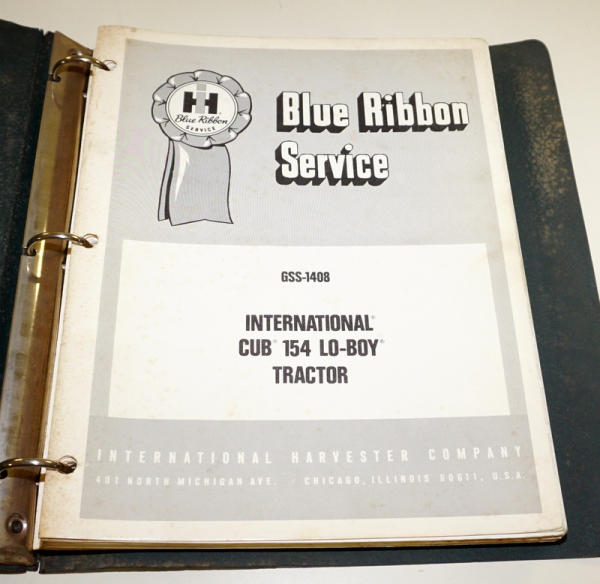 IH
Blue Ribbon
SERVICE
Blue Ribbon
Service
GSS-1408
INTERNATIONAL®
CUB® 154 LO-BOY®
TRACTOR
INTERNATIONAL HARVESTER COMPANY
401 NORTH MICHIGAN AVE. · CHICAGO, ILLINOIS 60611, U.S.A.